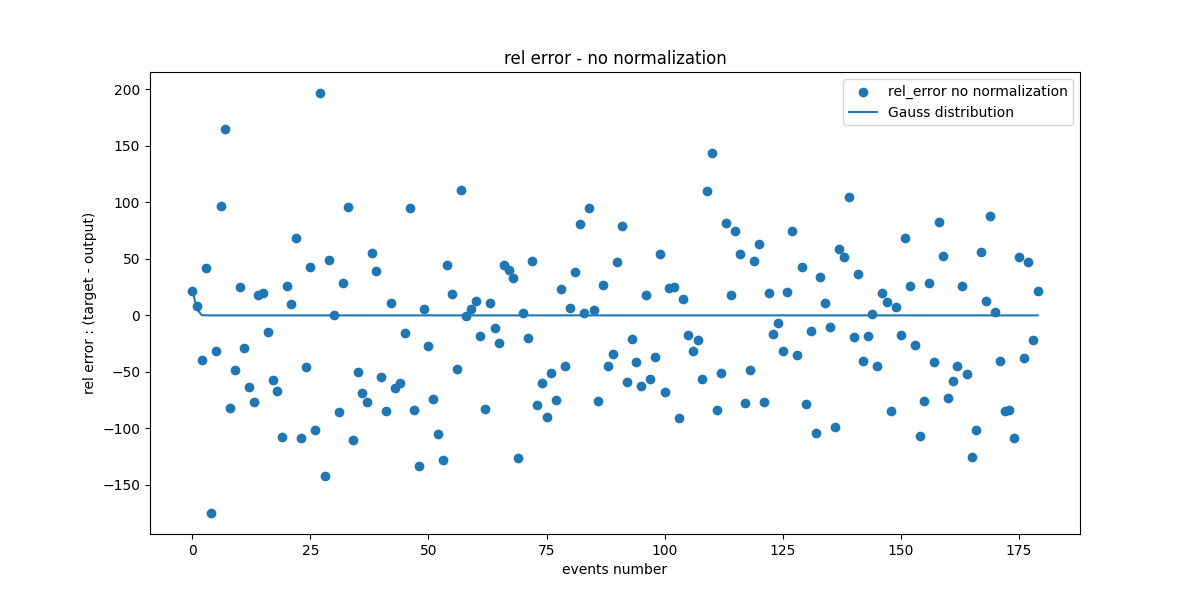 rel error - no normalization
rel_error no normalization
Gauss distribution
rel error : (target - output)
200
150
100
50
0
−50
−100
−150
0 25 50 75 100 125 150 175
events number